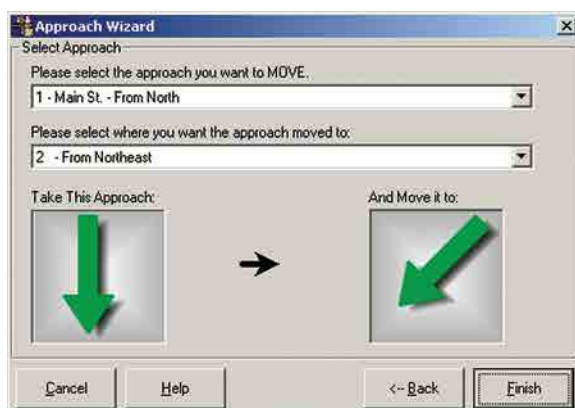 Approach Wizard
Select Approach
Please select the approach you want to MOVE.
1 - Main St. - From North
Please select where you want the approach moved to:
2 - From Northeast
Take This Approach:
And Move it to:
Cancel
Help
<-- Back
Finish